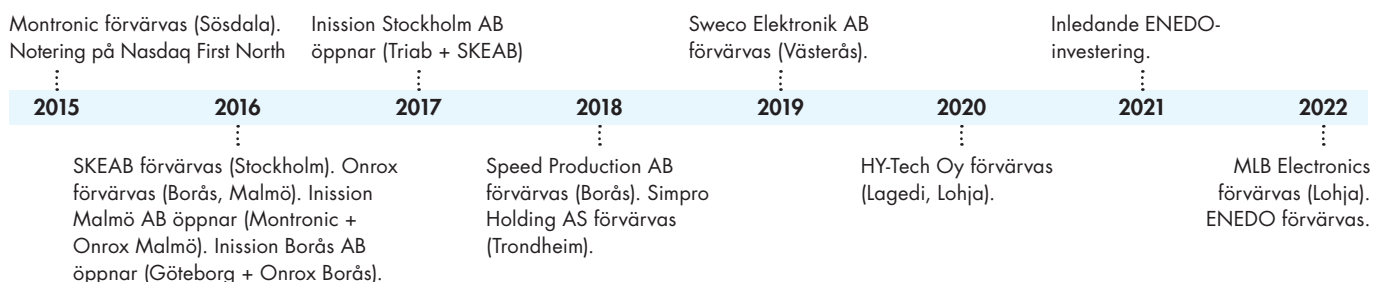 Montronic förvärvas (Sösdala).
Notering på Nasdaq First North
Inission Stockholm AB
öppnar (Triab + SKEAB)
Sweco Elektronik AB
förvärvas (Västerås).
Inledande ENEDO-
investering.
2015 2016 2017 2018 2019 2020 2021 2022
SKEAB förvärvas (Stockholm). Onrox
förvärvas (Borås, Malmö). Inission
Malmö AB öppnar (Montronic +
Onrox Malmö). Inission Borås AB
öppnar (Göteborg + Onrox Borås).
Speed Production AB
förvärvas (Borås). Simpro
Holding AS förvärvas
(Trondheim).
HY-Tech Oy förvärvas
(Lagedi, Lohja).
MLB Electronics
förvärvas (Lohja).
ENEDO förvärvas.